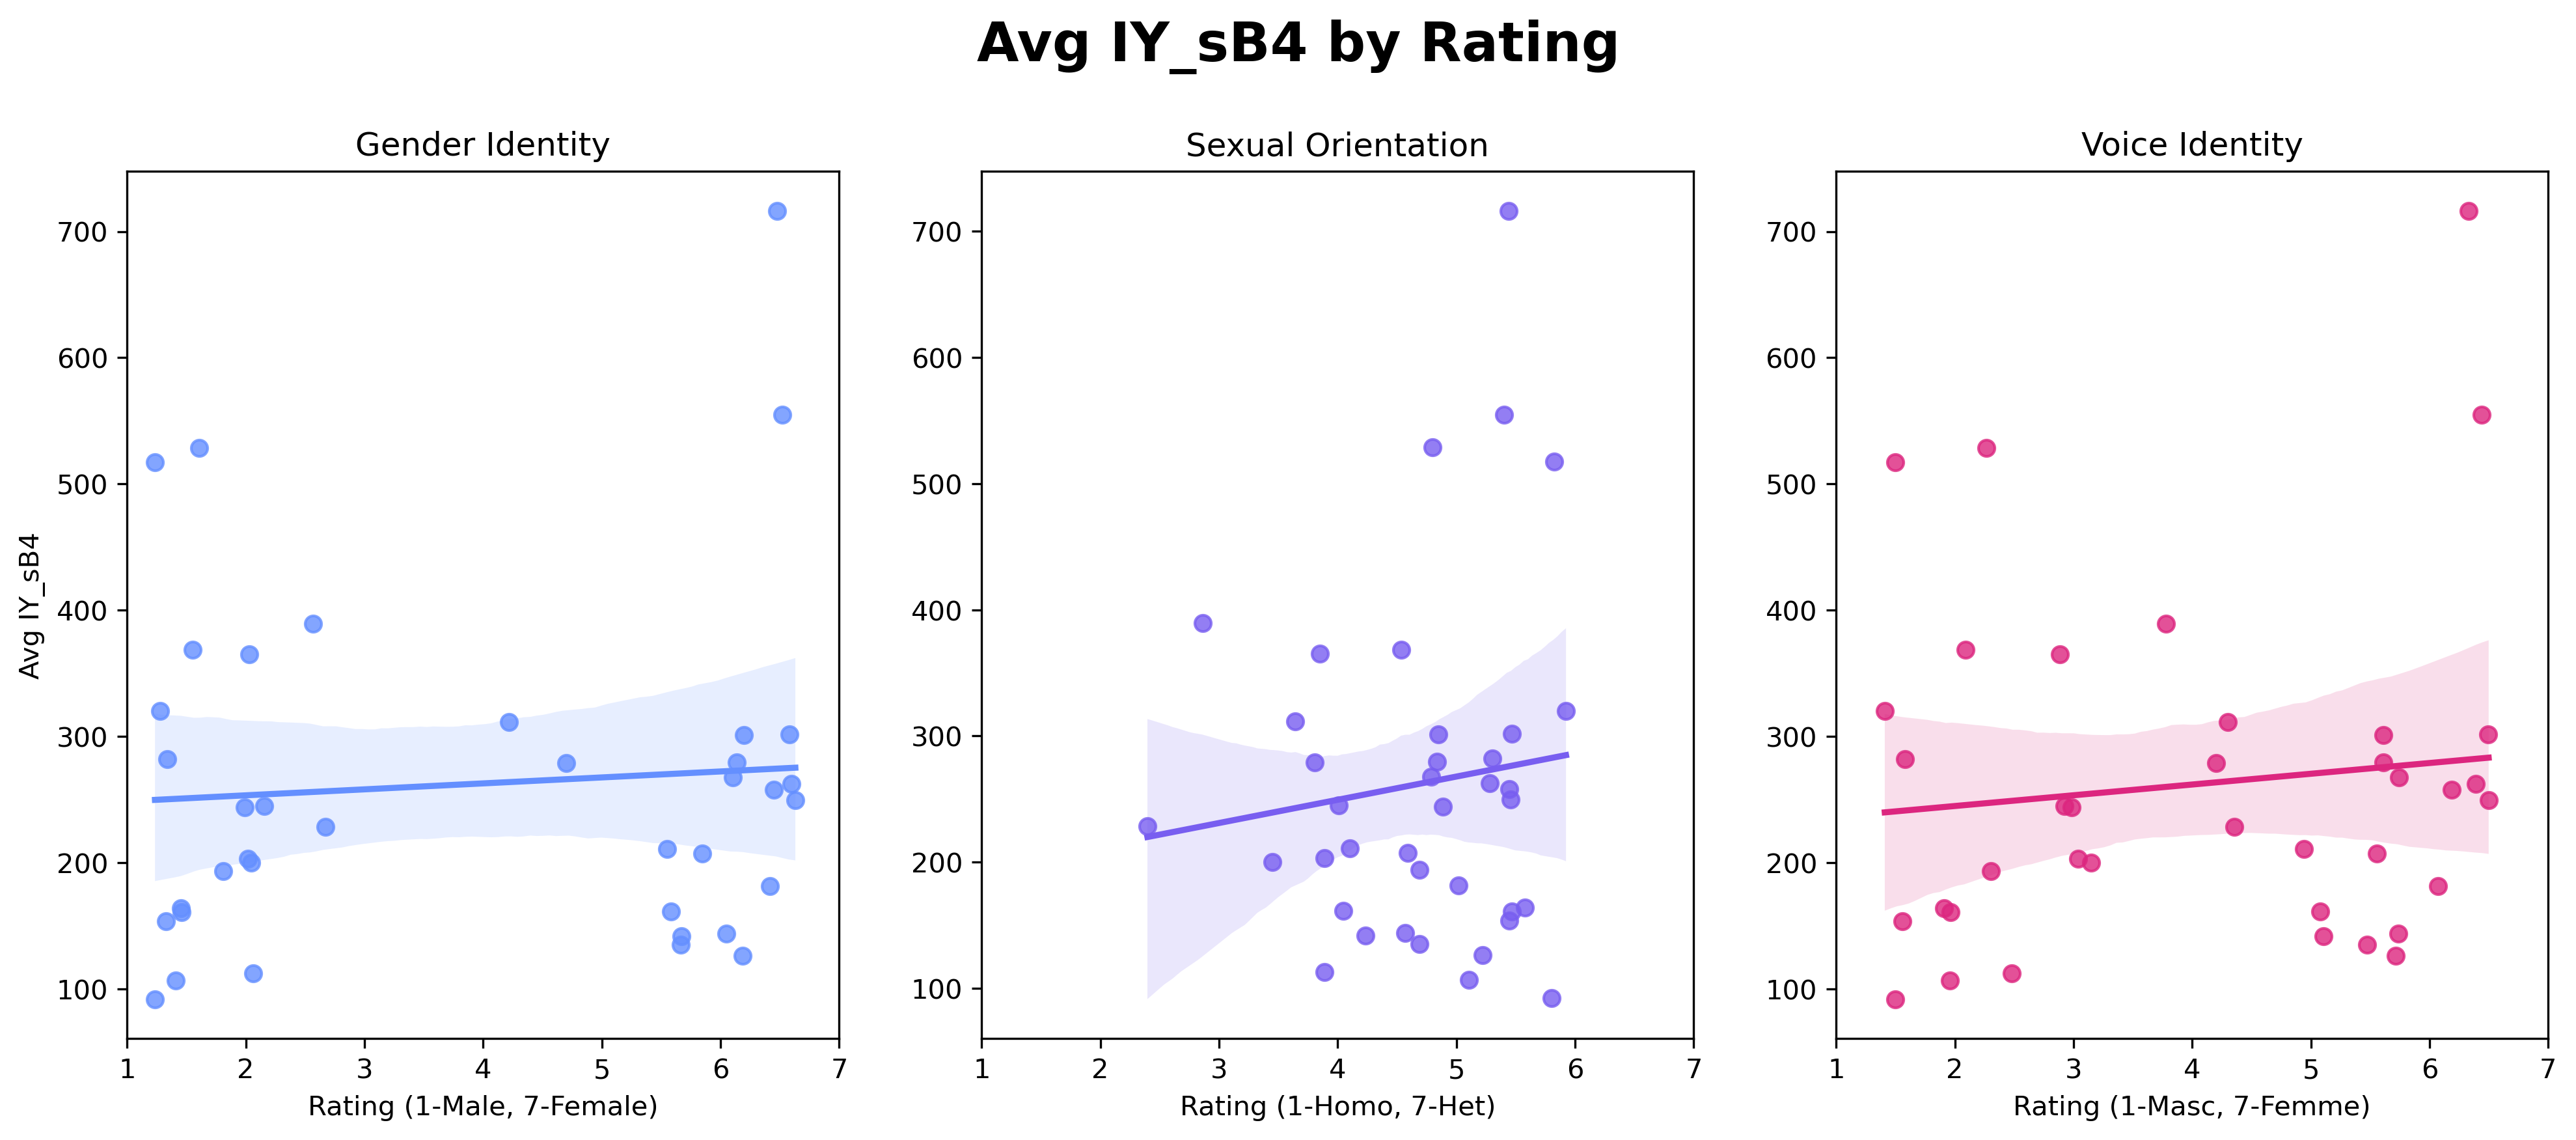 Avg IY_sB4 by Rating
Gender Identity
Sexual Orientation
Voice Identity
Avg IY_sB4
700
600
500
400
300
200
100
1 2 3 4 5 6 7
Rating (1-Male, 7-Female)
700
600
500
400
300
200
100
1 2 3 4 5 6 7
Rating (1-Homo, 7-Het)
700
600
500
400
300
200
100
1 2 3 4 5 6 7
Rating (1-Masc, 7-Femme)